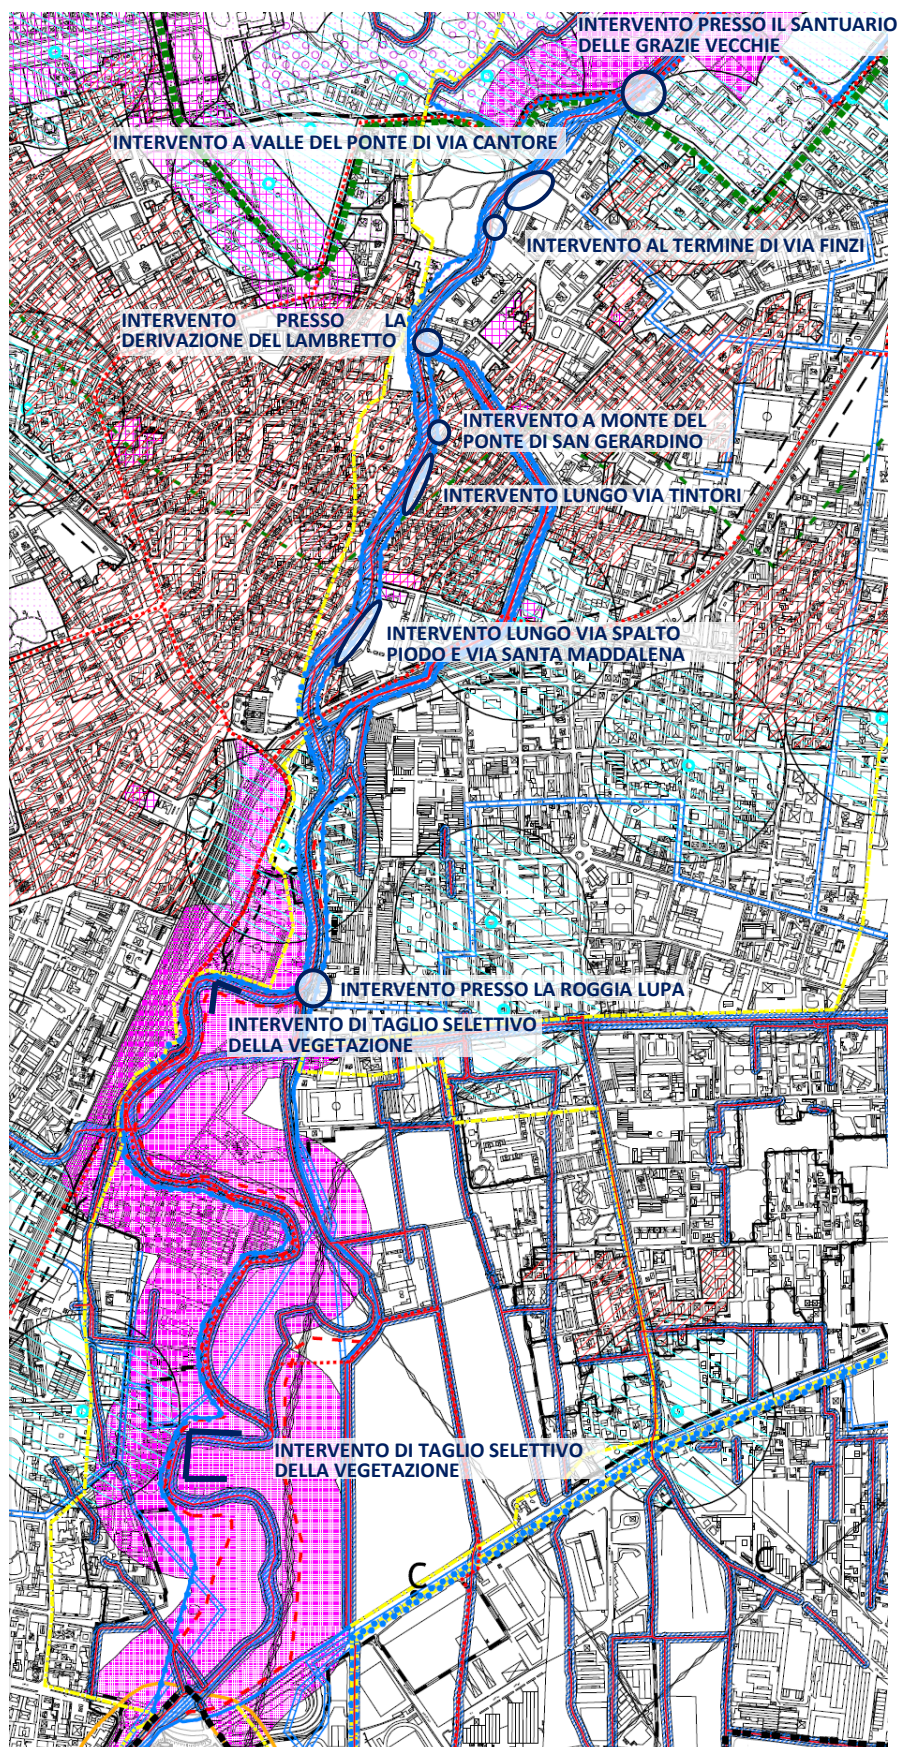 INTERVENTO PRESSO IL SANTUARIO
DELLE GRAZIE VECCHIE
INTERVENTO A VALLE DEL PONTE DI VIA CANTORE
INTERVENTO AL TERMINE DI VIA FINZI
INTERVENTO PRESSO LA
DERIVAZIONE DEL LAMBRETTO
INTERVENTO A MONTE DEL
PONTE DI SAN GERARDINO
INTERVENTO LUNGO VIA TINTORI
INTERVENTO LUNGO VIA SPALTO
PIODO E VIA SANTA MADDALENA
INTERVENTO PRESSO LA ROGGIA LUPA
INTERVENTO DI TAGLIO SELETTIVO
DELLA VEGETAZIONE
INTERVENTO DI TAGLIO SELETTIVO
DELLA VEGETAZIONE
C
C